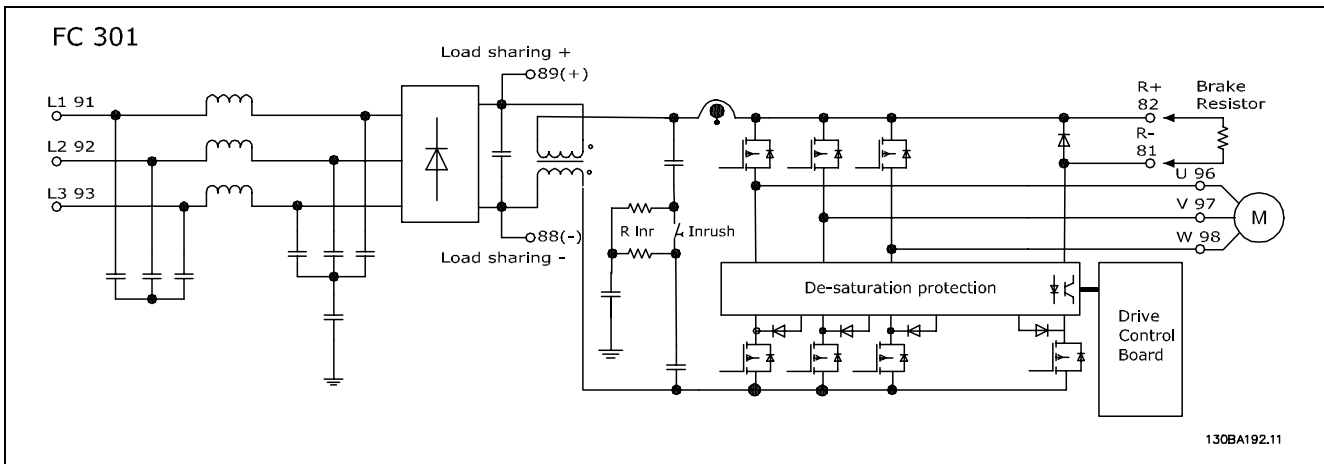 FC 301
Load sharing +
89(+)
L1 91
L2 92
L3 93
88(-)
Load sharing -
R Inr
Inrush
R+
82
R-
81
Brake
Resistor
U 96
V 97
W 98
M
De-saturation protection
Drive
Control
Board
130BA192.11